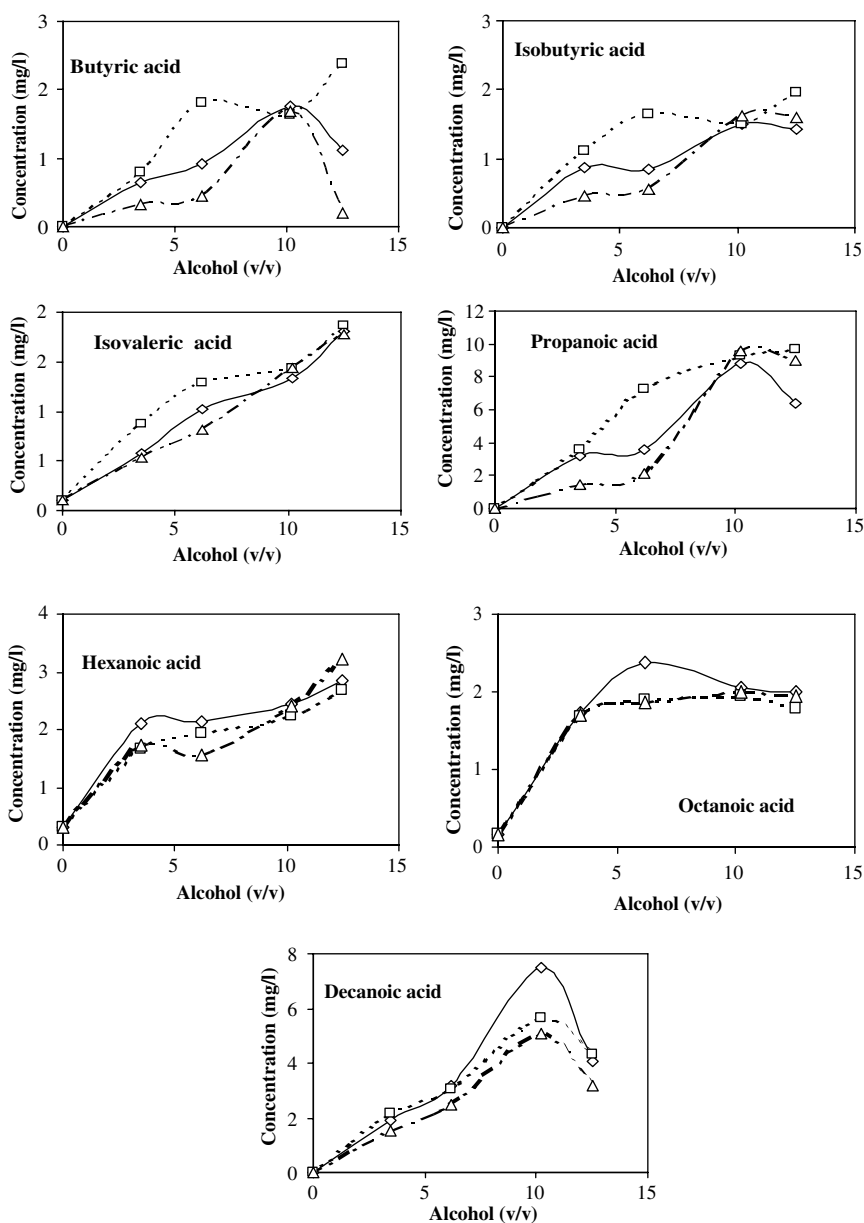 Concentration (mg/l)
3
2
1
0
Butyric acid
0 5 10 15
Alcohol (v/v)
Concentration (mg/l)
3
2
1
0
Isobutyric acid
0 5 10 15
Alcohol (v/v)
Concentration (mg/l)
2
2
1
1
0
Isovaleric acid
0 5 10 15
Alcohol (v/v)
Concentration (mg/l)
12
10
8
6
4
2
0
Propanoic acid
0 5 10 15
Alcohol (v/v)
Concentration (mg/l)
4
3
2
1
0
Hexanoic acid
0 5 10 15
Alcohol (v/v)
Concentration (mg/l)
3
2
1
0
Octanoic acid
0 5 10 15
Alcohol (v/v)
Concentration (mg/l)
8
6
4
2
0
Decanoic acid
0 5 10 15
Alcohol (v/v)